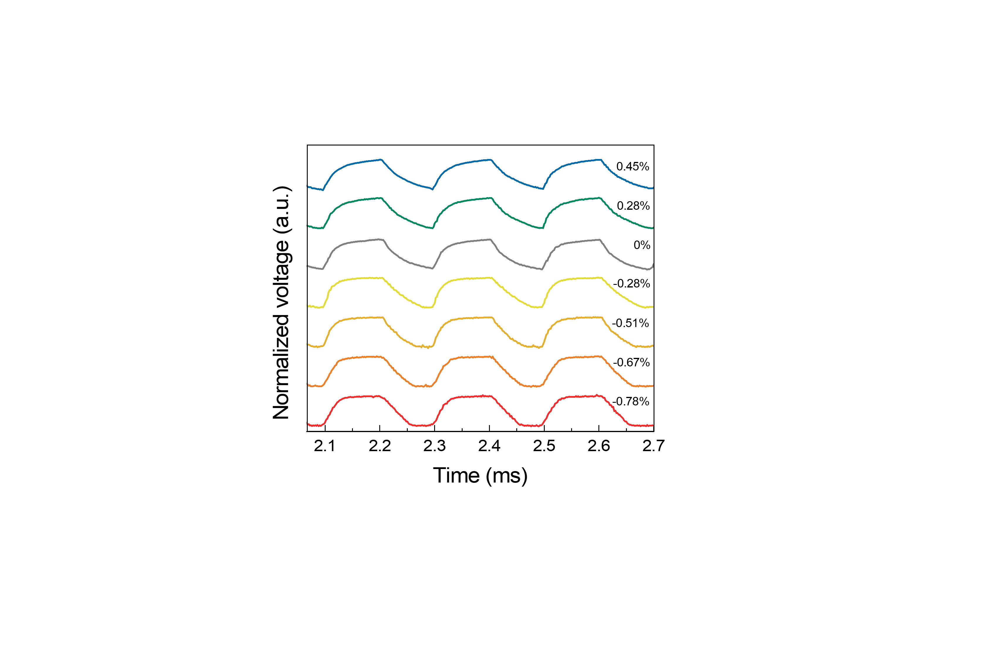 Normalized voltage (a.u.)
0.45%
0.28%
0%
-0.28%
-0.51%
-0.67%
-0.78%
2.1 2.2 2.3 2.4 2.5 2.6 2.7
Time (ms)